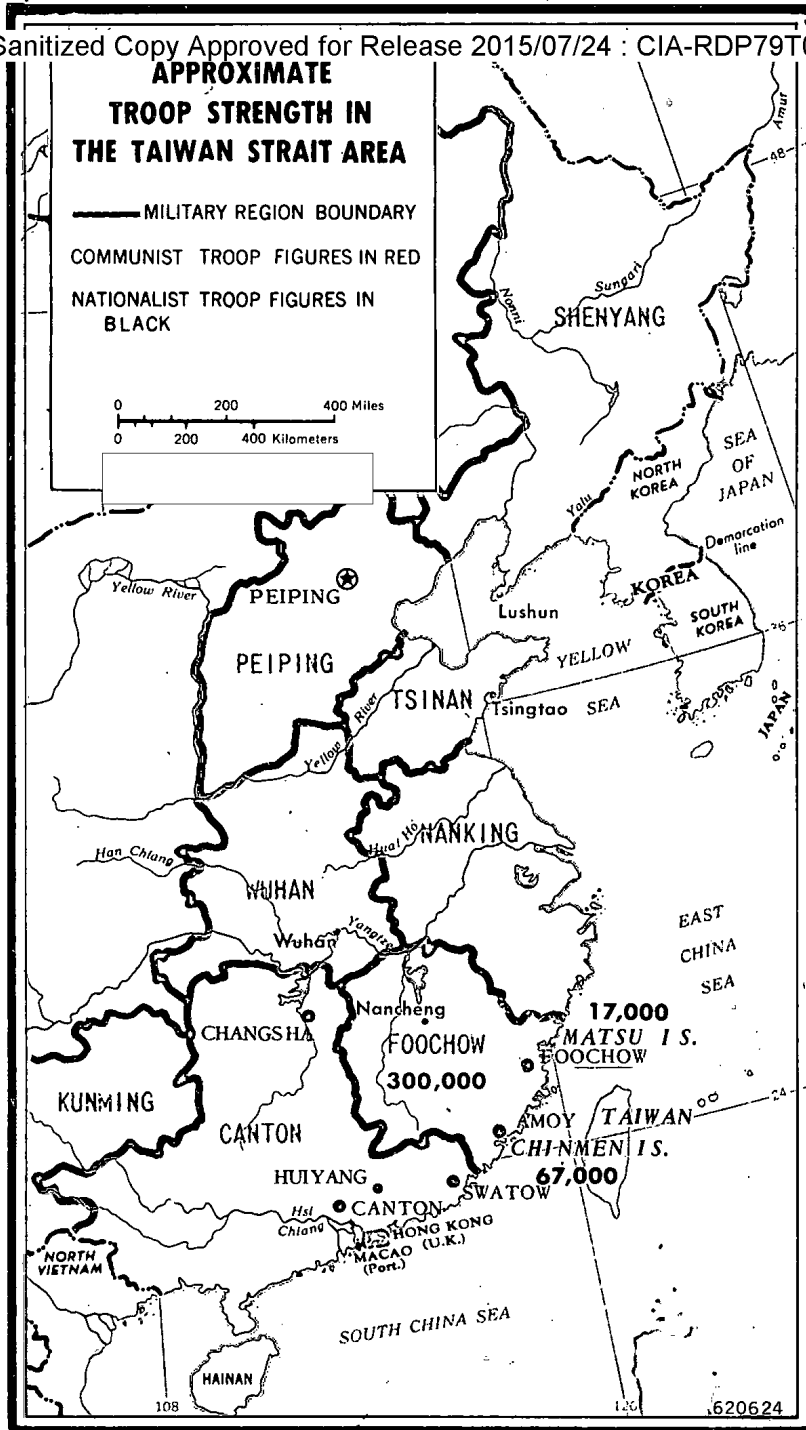 Sanitized Copy Approved for Release 2015/07/24 : CIA-RDP79T0
APPROXIMATE
TROOP STRENGTH IN
THE TAIWAN STRAIT AREA
MILITARY REGION BOUNDARY
COMMUNIST TROOP FIGURES IN RED
NATIONALIST TROOP FIGURES IN
BLACK
0 200 400 Miles
0 200 400 Kilometers
Amur
48
Nonni
Sungari
SHENYANG
SEA
OF
JAPAN
NORTH
KOREA
Yalu
Demarcation
line
KOREA
SOUTH
KOREA
36
Yellow River
PEIPING
PEIPING
Lushun
YELLOW
SEA
TSINAN
Tsingtao
JAPAN
Yellow River
Han Chiang
Huai Ho
NANKING
WUHAN
Wuhan
Yangtze
EAST
CHINA
SEA
Nancheng
CHANGSHA
FOOCHOW
300,000
17,000
MATSU IS.
FOOCHOW
24
KUNMING
CANTON
AMOY
TAIWAN
CHINMEN IS.
67,000
HUIYANG
SWATOW
Hsi
Chiang
CANTON
HONG KONG
(U.K.)
MACAO
(Port.)
NORTH
VIETNAM
SOUTH CHINA SEA
HAINAN
108
120
620624